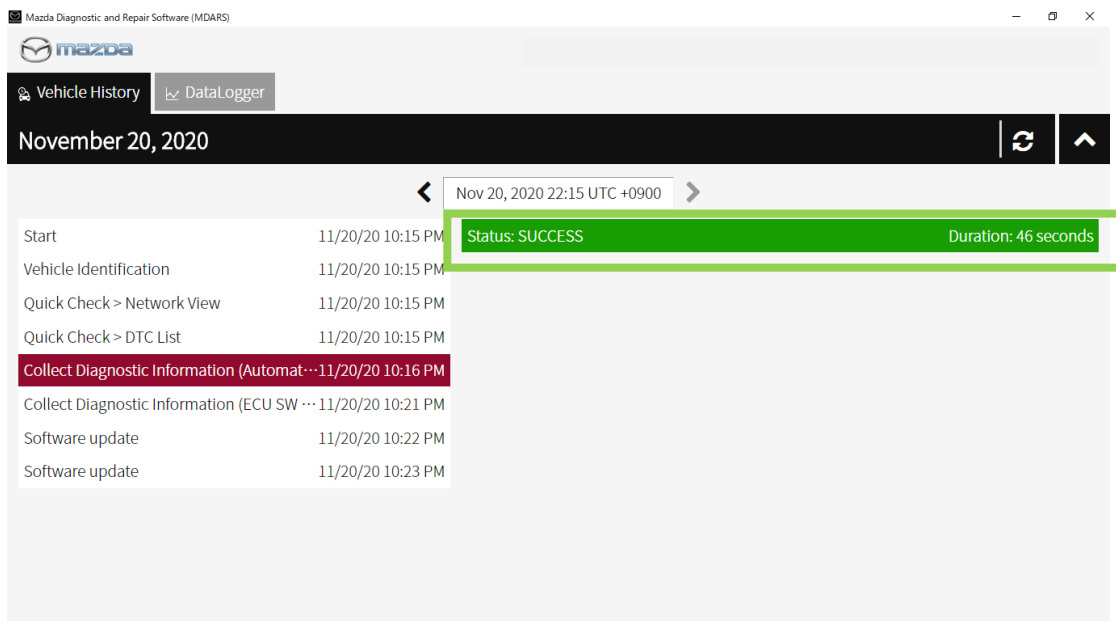 Mazda Diagnostic and Repair Software (MDARS)
mazda
Vehicle History
DataLogger
November 20, 2020
Nov 20, 2020 22:15 UTC +0900
Start 11/20/20 10:15 PM
Status: SUCCESS Duration: 46 seconds
Vehicle Identification 11/20/20 10:15 PM
Quick Check > Network View 11/20/20 10:15 PM
Quick Check > DTC List 11/20/20 10:15 PM
Collect Diagnostic Information (Automat⋯11/20/20 10:16 PM
Collect Diagnostic Information (ECU SW ⋯11/20/20 10:21 PM
Software update 11/20/20 10:22 PM
Software update 11/20/20 10:23 PM